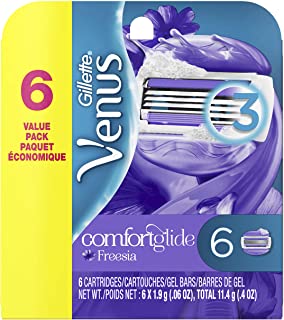 6
VALUE
PACK
PAQUET
ÉCONOMIQUE
Gillette
Venus
3
comfortglide
Freesia
6
6 CARTRIDGES/CARTOUCHES/GEL BARS/BARRES DE GEL
NET WT./POIDS NET : 6 X 1.9 g (.06 OZ), TOTAL 11.4 g (.4 OZ)